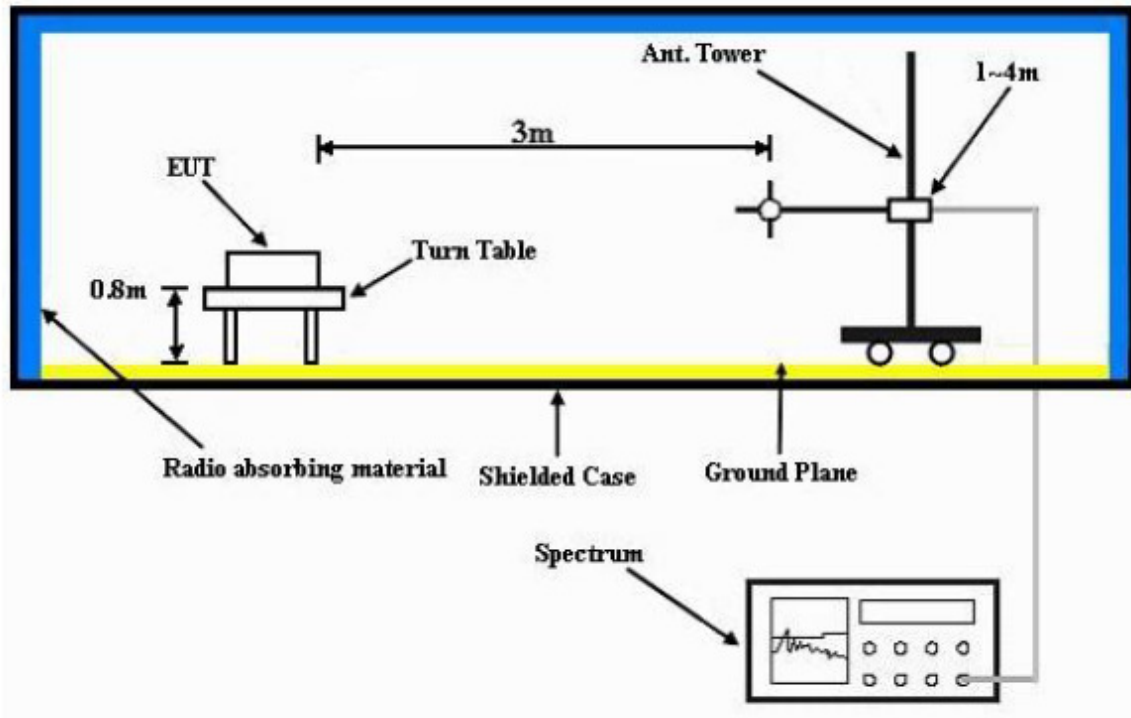 Ant. Tower
1~4m
3m
EUT
Turn Table
0.8m
Radio absorbing material
Shielded Case
Ground Plane
Spectrum